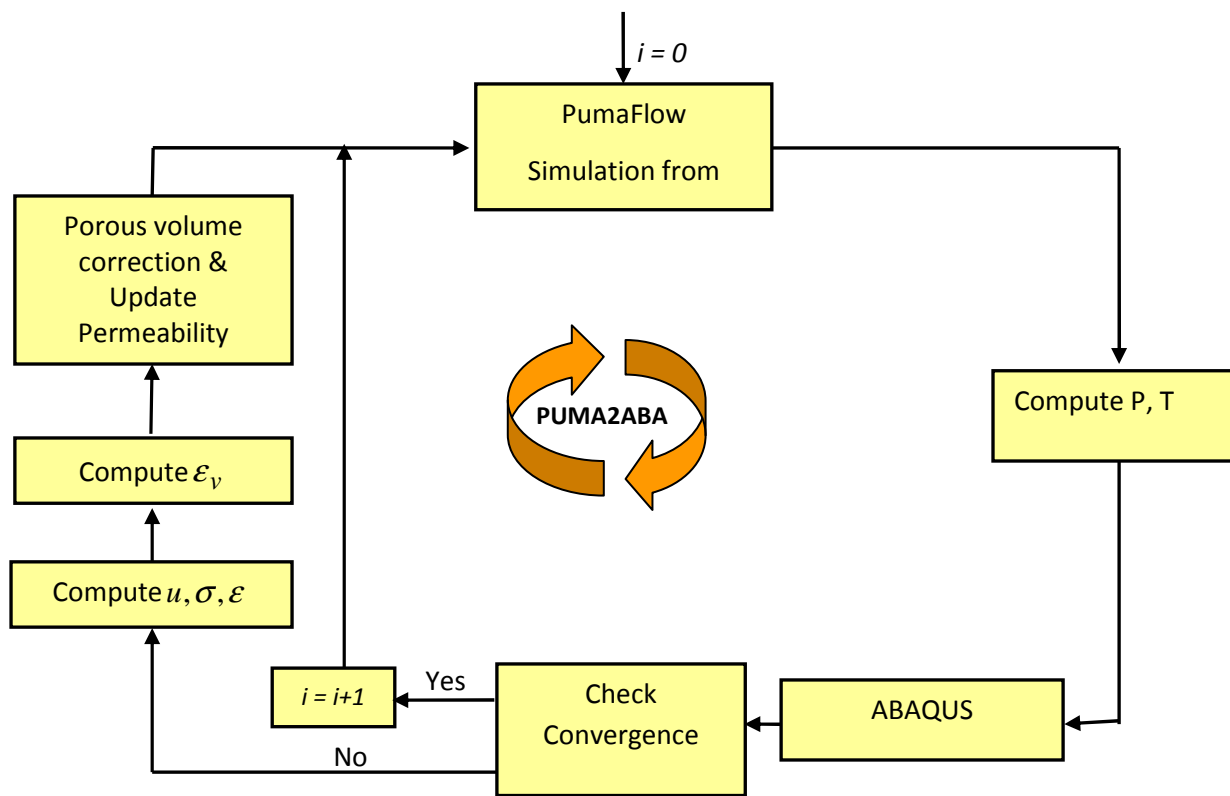 i = 0
PumaFlow
Simulation from
Porous volume
correction &
Update
Permeability
Compute P, T
PUMA2ABA
Compute εᵥ
Compute u, σ, ε
i = i+1
Yes
Check
Convergence
ABAQUS
No